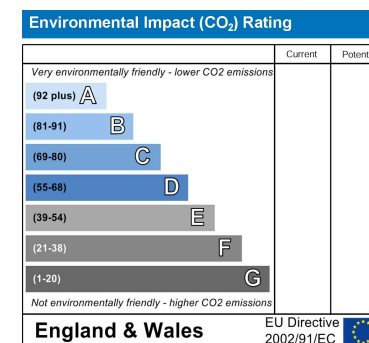 Environmental Impact (CO₂) Rating
Current Potent
Very environmentally friendly - lower CO2 emissions
(92 plus) A
(81-91) B
(69-80) C
(55-68) D
(39-54) E
(21-38) F
(1-20) G
Not environmentally friendly - higher CO2 emissions
England & Wales
EU Directive
2002/91/EC